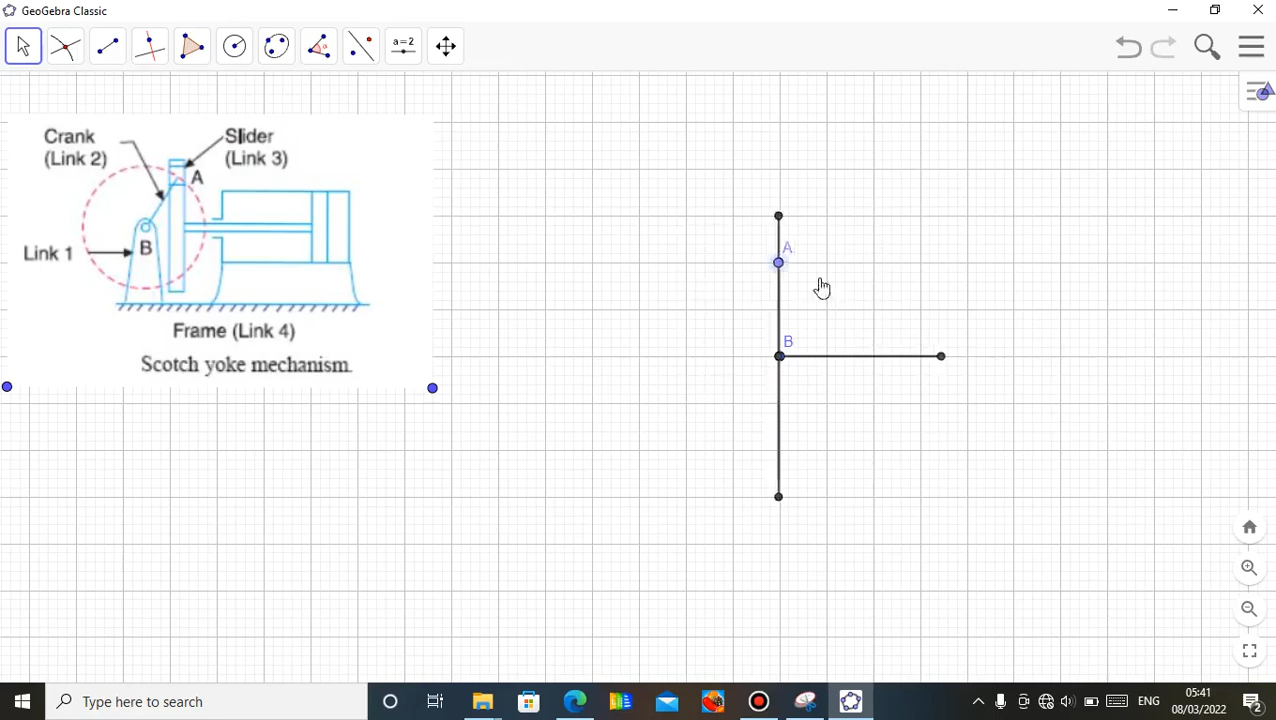 GeoGebra Classic
a=2
Crank
(Link 2)
Slider
(Link 3)
A
B
Link 1
Frame (Link 4)
Scotch yoke mechanism.
A
B
Type here to search
ENG
05:41
08/03/2022
2